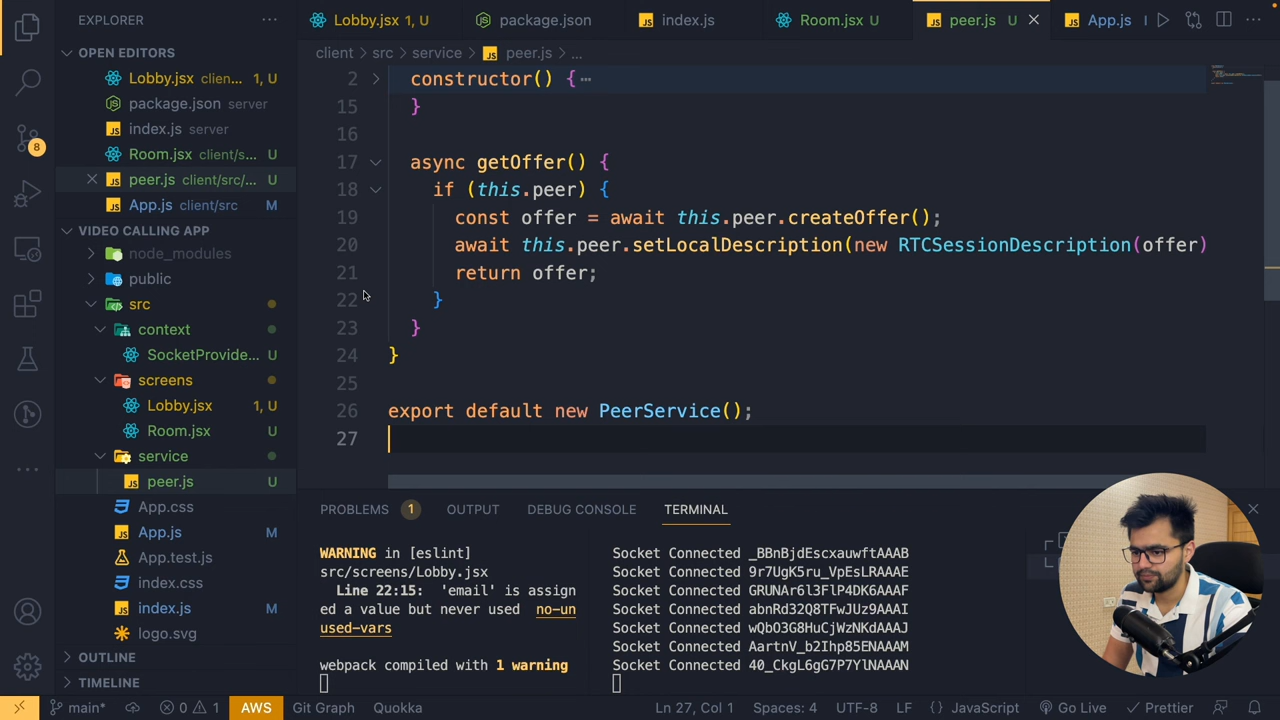 EXPLORER
Lobby.jsx 1, U
package.json
index.js
Room.jsx U
peer.js U
App.js
OPEN EDITORS
client > src > service > peer.js > ...
Lobby.jsx clien... 1, U
package.json server
index.js server
Room.jsx client/s... U
peer.js client/src/... U
App.js client/src M
VIDEO CALLING APP
node_modules
public
src
context
SocketProvide... U
screens
Lobby.jsx 1, U
Room.jsx U
service
peer.js U
App.css
App.js M
App.test.js
index.css
index.js M
logo.svg
OUTLINE
TIMELINE
8
2 constructor() {
15 }
16
17 async getOffer() {
18 if (this.peer) {
19 const offer = await this.peer.createOffer();
20 await this.peer.setLocalDescription(new RTCSessionDescription(offer)
21 return offer;
22 }
23 }
24 }
25
26 export default new PeerService();
27
PROBLEMS 1 OUTPUT DEBUG CONSOLE TERMINAL
WARNING in [eslint]
src/screens/Lobby.jsx
Line 22:15: 'email' is assign
ed a value but never used no-un
used-vars
webpack compiled with 1 warning
Socket Connected _BBnBjdEscxauwftAAAB
Socket Connected 9r7UgK5ru_VpEsLRAAAE
Socket Connected GRUNAr6l3FlP4DK6AAAF
Socket Connected abnRd32Q8TFwJUz9AAAI
Socket Connected wQbO3G8HuCjWzNKdAAAJ
Socket Connected AartnV_b2Ihp85ENAAAM
Socket Connected 40_CkgL6gG7P7YlNAAAN
main* 0 1 AWS Git Graph Quokka Ln 27, Col 1 Spaces: 4 UTF-8 LF {} JavaScript Go Live Prettier